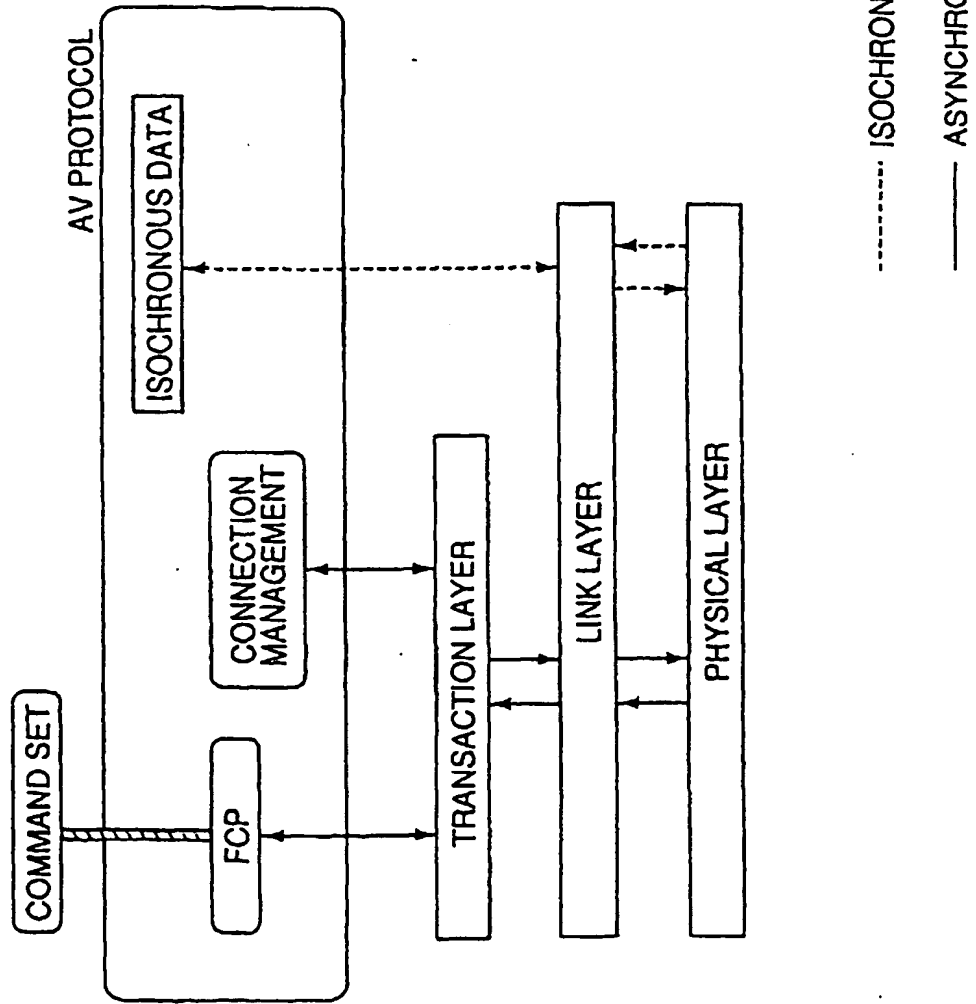 COMMAND SET
AV PROTOCOL
FCP
CONNECTION
MANAGEMENT
ISOCHRONOUS DATA
TRANSACTION LAYER
LINK LAYER
PHYSICAL LAYER
ISOCHRON
ASYNCHRO